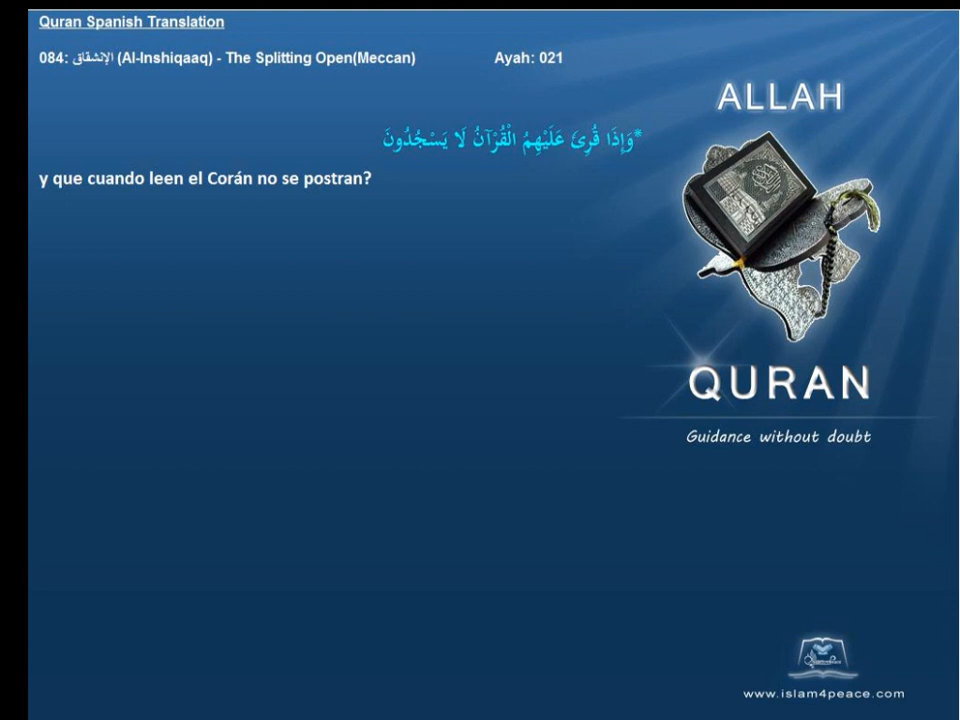 Quran Spanish Translation
084: الإنشقاق (Al-Inshiqaaq) - The Splitting Open(Meccan) Ayah: 021
*وَإِذَا قُرِئَ عَلَيْهِمُ الْقُرْآنُ لَا يَسْجُدُونَ
y que cuando leen el Corán no se postran?
ALLAH
QURAN
Guidance without doubt
www.islam4peace.com